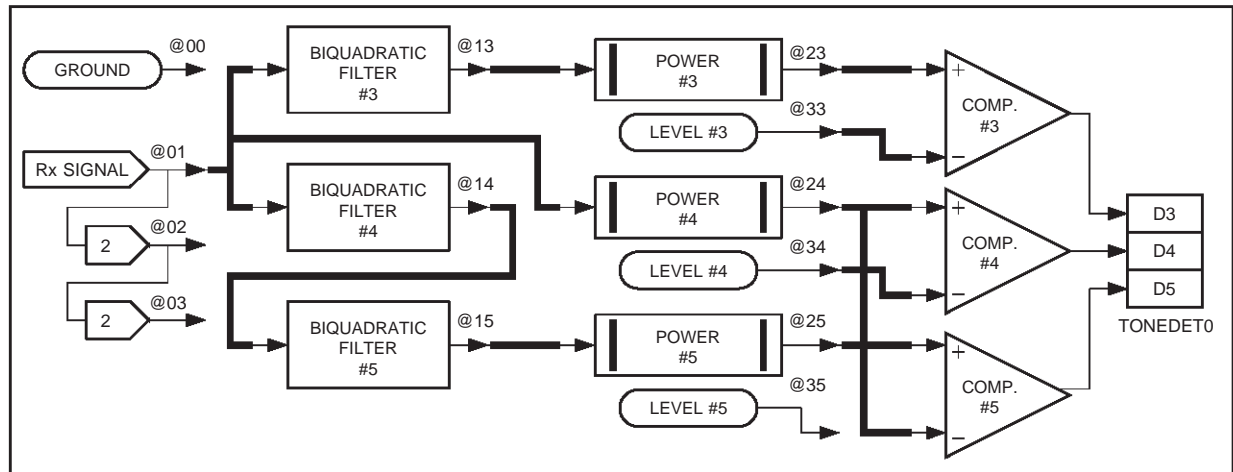 @00
GROUND
BIQUADRATIC
FILTER
#3
@13
POWER
#3
@23
+
−
COMP.
#3
@33
LEVEL #3
@01
Rx SIGNAL
BIQUADRATIC
FILTER
#4
@14
POWER
#4
@24
+
−
COMP.
#4
@34
LEVEL #4
2
@02
2
@03
BIQUADRATIC
FILTER
#5
@15
POWER
#5
@25
+
−
COMP.
#5
@35
LEVEL #5
D3
D4
D5
TONEDET0